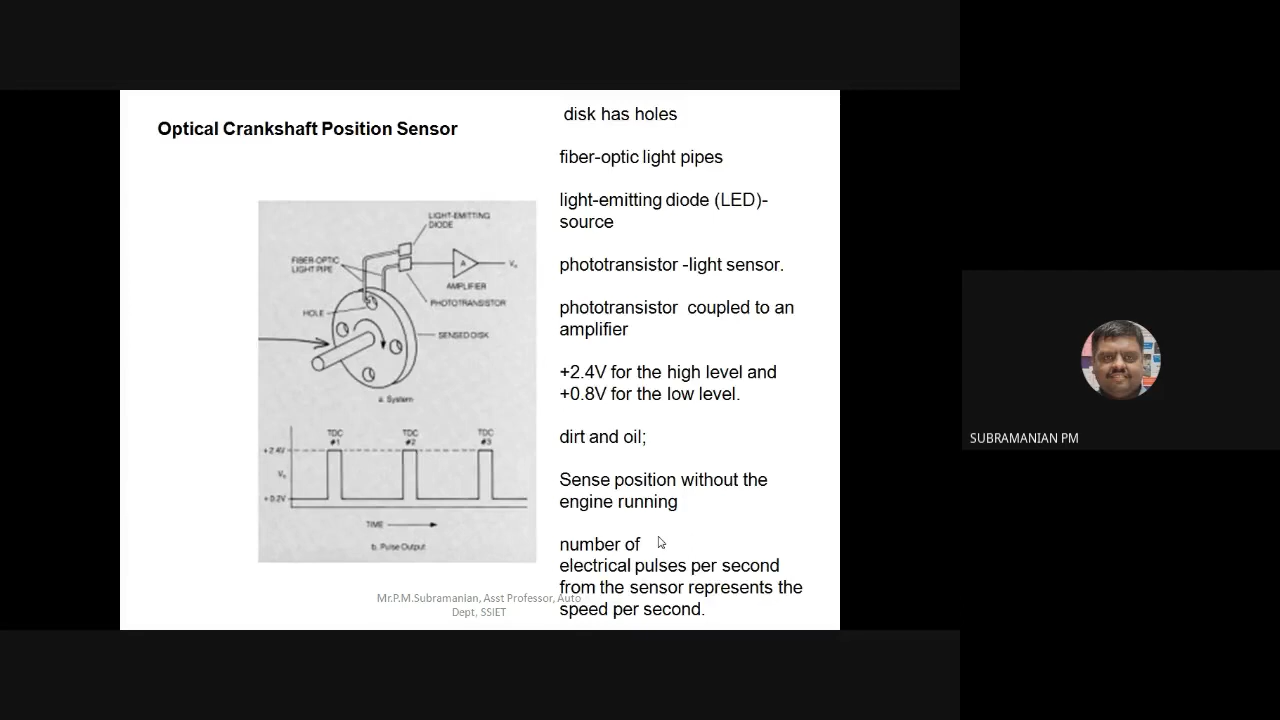 Optical Crankshaft Position Sensor
LIGHT-EMITTING
DIODE
FIBER-OPTIC
LIGHT PIPE
A
V₀
AMPLIFIER
PHOTOTRANSISTOR
HOLE
SENSED DISK
a. System
TDC
#1
TDC
#2
TDC
#3
+2.4V
V₀
+0.2V
TIME
b. Pulse Output
disk has holes
fiber-optic light pipes
light-emitting diode (LED)-
source
phototransistor -light sensor.
phototransistor coupled to an
amplifier
+2.4V for the high level and
+0.8V for the low level.
dirt and oil;
Sense position without the
engine running
number of
electrical pulses per second
from the sensor represents the
speed per second.
Mr.P.M.Subramanian, Asst Professor, Auto
Dept, SSIET
SUBRAMANIAN PM